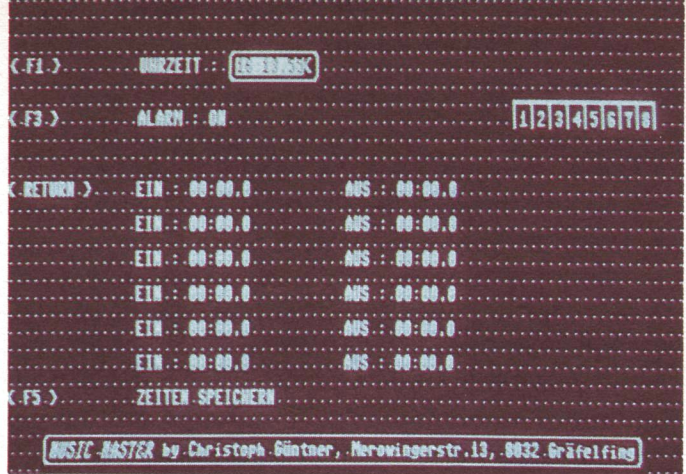 < F1 > UHRZEIT :
< F3 > ALARM : ON 1 2 3 4 5 6 7 8
< RETURN > EIN : 00:00.0 AUS : 00:00.0
EIN : 00:00.0 AUS : 00:00.0
EIN : 00:00.0 AUS : 00:00.0
EIN : 00:00.0 AUS : 00:00.0
EIN : 00:00.0 AUS : 00:00.0
EIN : 00:00.0 AUS : 00:00.0
< F5 > ZEITEN SPEICHERN
MUSIC MASTER by Christoph Güntner, Merowingerstr.13, 8032 Gräfelfing